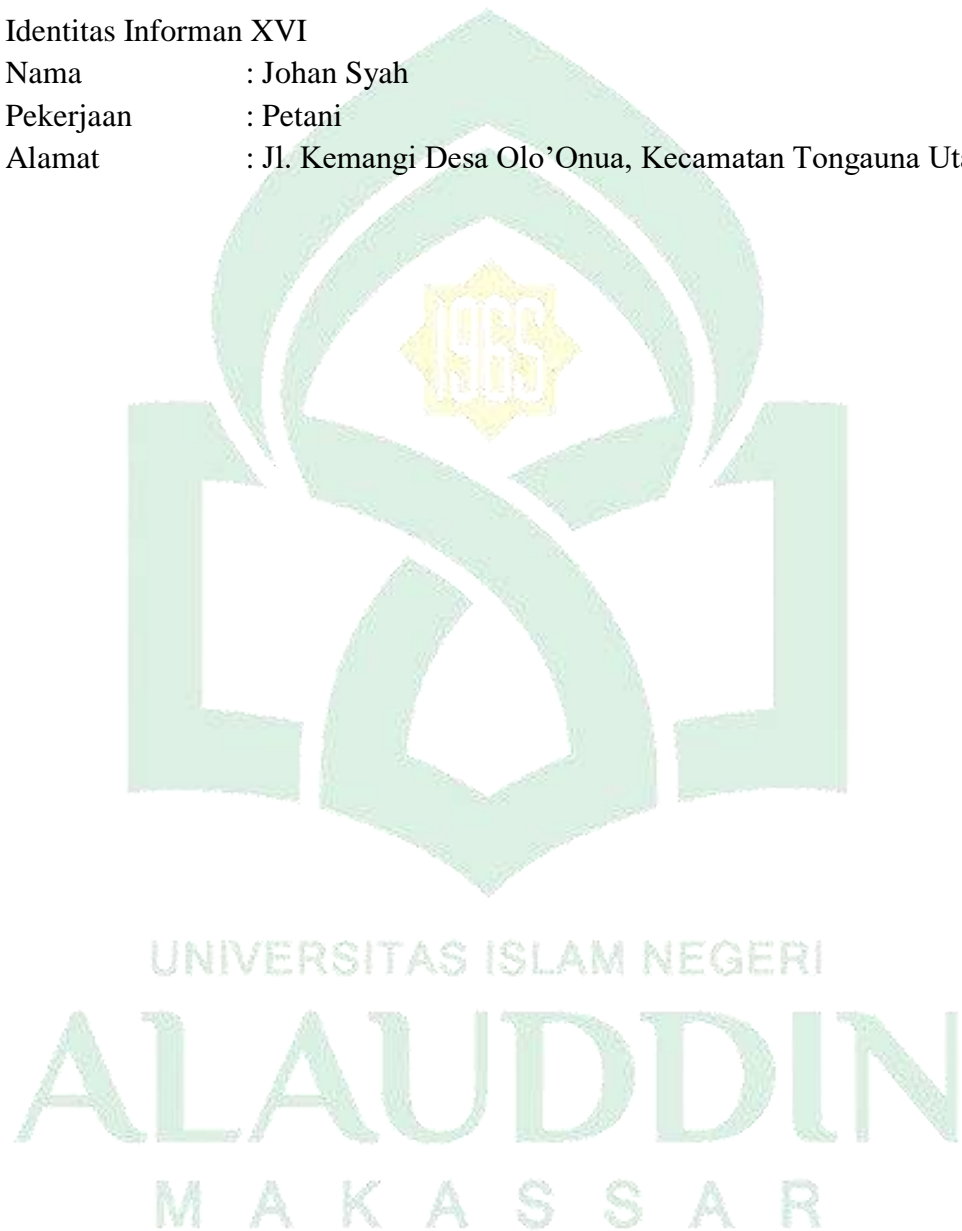 Identitas Informan XVI
Nama : Johan Syah
Pekerjaan : Petani
Alamat : Jl. Kemangi Desa Olo’Onua, Kecamatan Tongauna
1965
UNIVERSITAS ISLAM NEGERI
ALAUDDIN
MAKASSAR